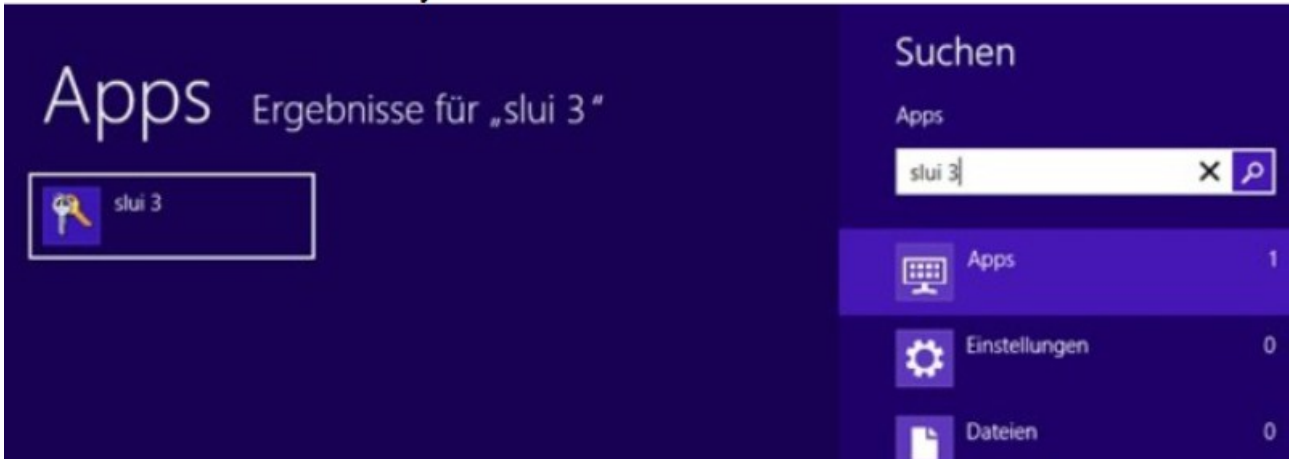 Apps Ergebnisse für „slui 3“
slui 3
Suchen
Apps
slui 3
Apps 1
Einstellungen 0
Dateien 0